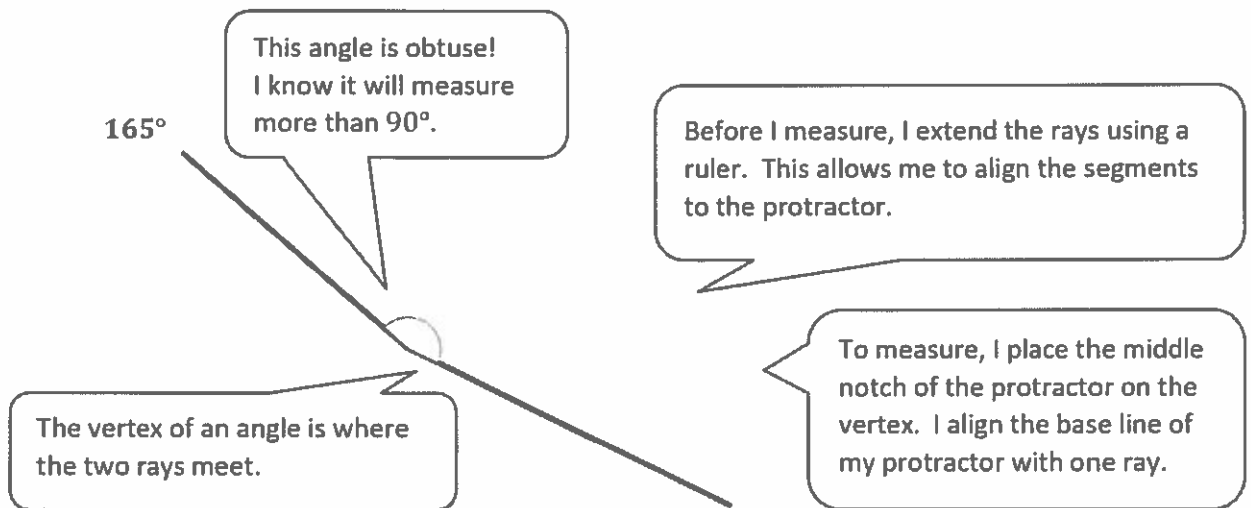 This angle is obtuse!
I know it will measure
more than 90°.
165°
Before I measure, I extend the rays using a
ruler. This allows me to align the segments
to the protractor.
To measure, I place the middle
notch of the protractor on the
vertex. I align the base line of
my protractor with one ray.
The vertex of an angle is where
the two rays meet.